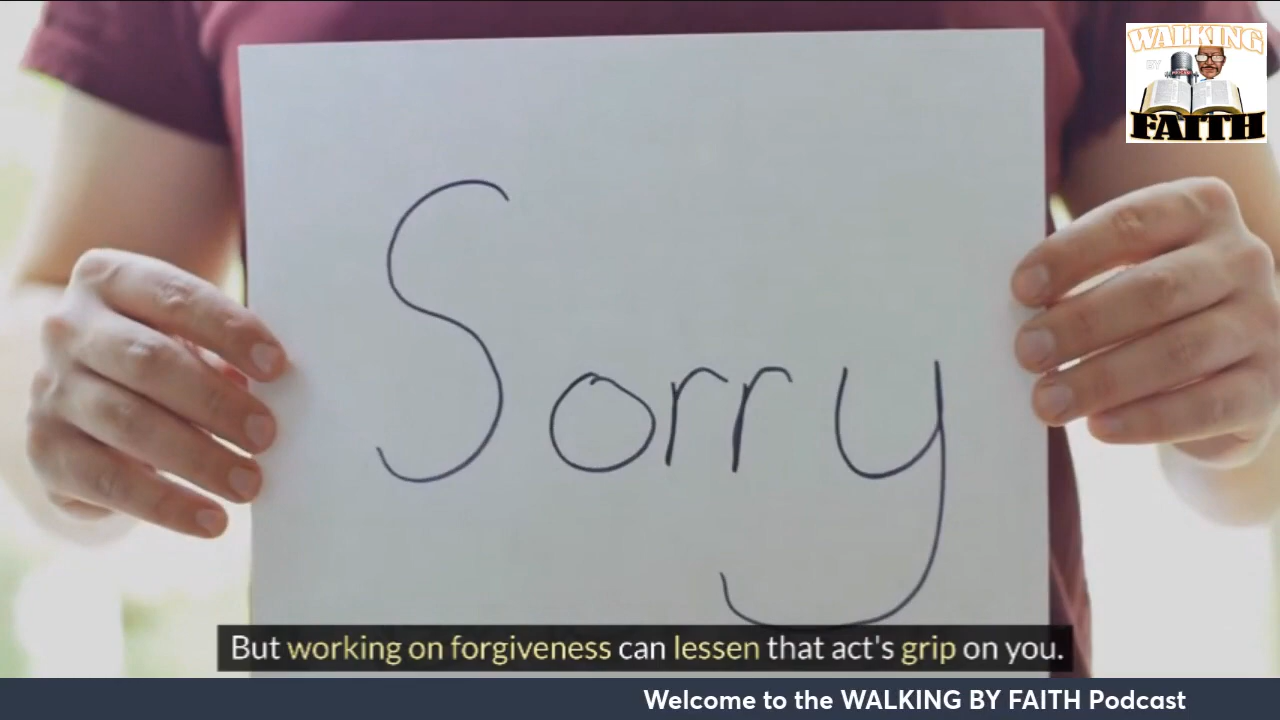 WALKING
BY
FAITH
Sorry
But working on forgiveness can lessen that act's grip on you.
Welcome to the WALKING BY FAITH Podcast